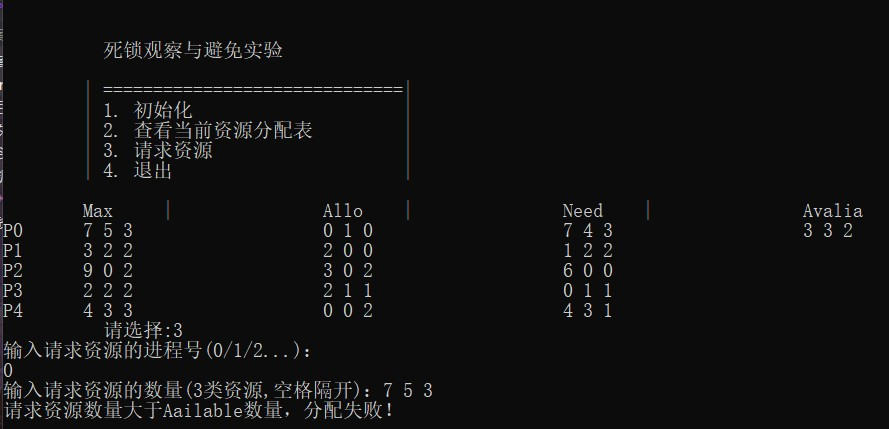 死锁观察与避免实验
|==============================|
| 1. 初始化 |
| 2. 查看当前资源分配表 |
| 3. 请求资源 |
| 4. 退出 |
Max | Allo | Need | Avalia
P0 7 5 3 0 1 0 7 4 3 3 3 2
P1 3 2 2 2 0 0 1 2 2
P2 9 0 2 3 0 2 6 0 0
P3 2 2 2 2 1 1 0 1 1
P4 4 3 3 0 0 2 4 3 1
请选择:3
输入请求资源的进程号(0/1/2...):
0
输入请求资源的数量(3类资源,空格隔开): 7 5 3
请求资源数量大于Aailable数量，分配失败!